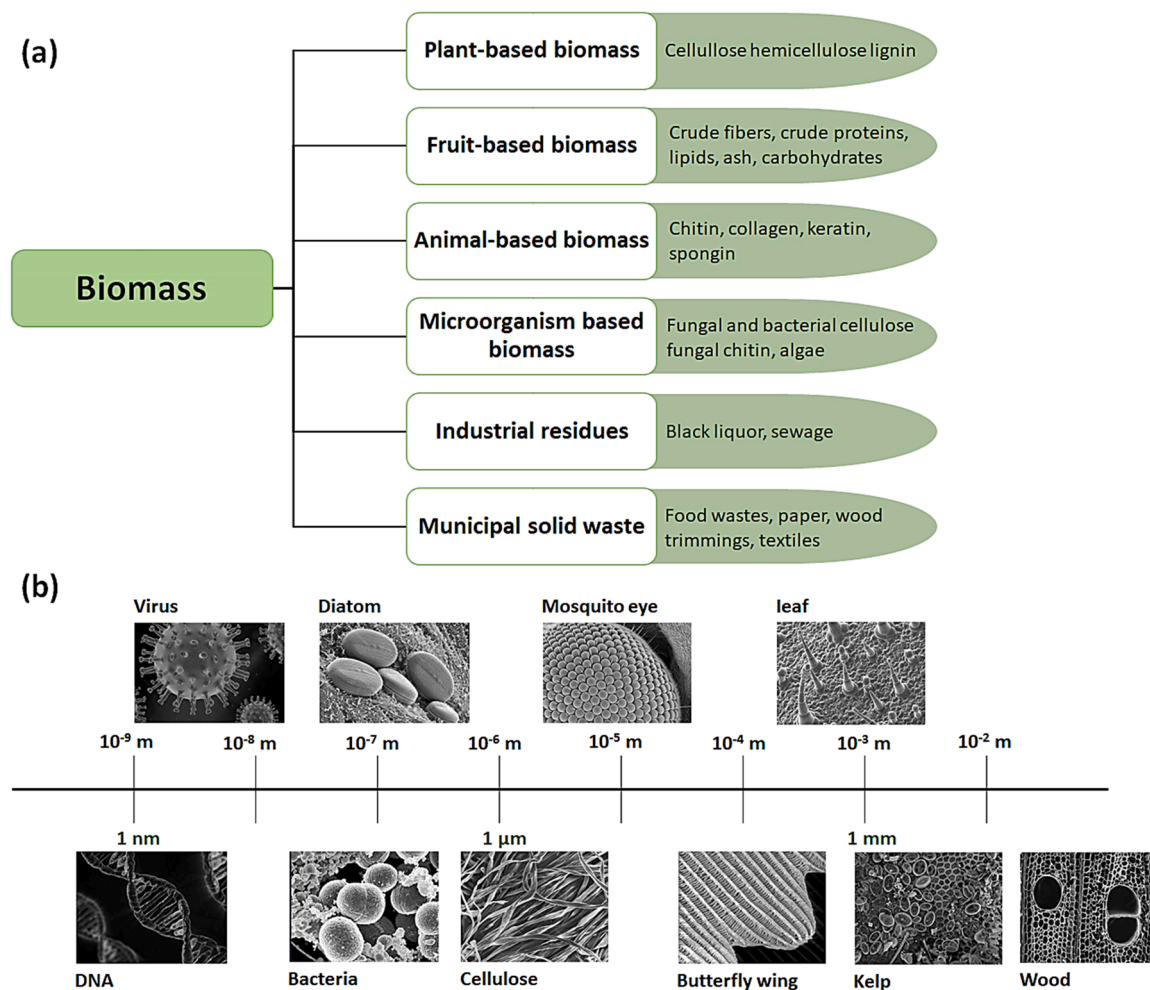 (a)
Biomass
Plant-based biomass
Cellullose hemicellulose lignin
Fruit-based biomass
Crude fibers, crude proteins,
lipids, ash, carbohydrates
Animal-based biomass
Chitin, collagen, keratin,
spongin
Microorganism based
biomass
Fungal and bacterial cellulose
fungal chitin, algae
Industrial residues
Black liquor, sewage
Municipal solid waste
Food wastes, paper, wood
trimmings, textiles
(b)
Virus
Diatom
Mosquito eye
leaf
10⁻⁹ m
10⁻⁸ m
10⁻⁷ m
10⁻⁶ m
10⁻⁵ m
10⁻⁴ m
10⁻³ m
10⁻² m
1 nm
1 µm
1 mm
DNA
Bacteria
Cellulose
Butterfly wing
Kelp
Wood